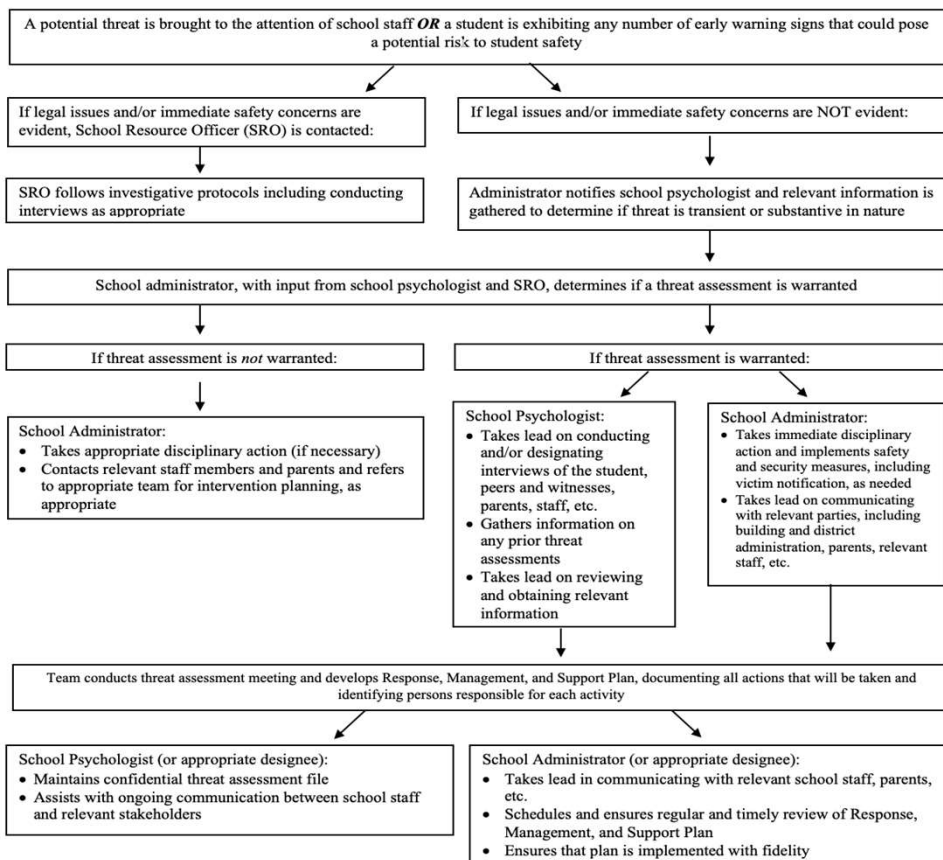 A potential threat is brought to the attention of school staff OR a student is exhibiting any number of early warning signs that could pose
a potential risk to student safety
If legal issues and/or immediate safety concerns are
evident, School Resource Officer (SRO) is contacted:
If legal issues and/or immediate safety concerns are NOT evident:
SRO follows investigative protocols including conducting
interviews as appropriate
Administrator notifies school psychologist and relevant information is
gathered to determine if threat is transient or substantive in nature
School administrator, with input from school psychologist and SRO, determines if a threat assessment is warranted
If threat assessment is not warranted:
If threat assessment is warranted:
School Administrator:
• Takes appropriate disciplinary action (if necessary)
• Contacts relevant staff members and parents and refers
to appropriate team for intervention planning, as
appropriate
School Psychologist:
• Takes lead on conducting
and/or designating
interviews of the student,
peers and witnesses,
parents, staff, etc.
• Gathers information on
any prior threat
assessments
• Takes lead on reviewing
and obtaining relevant
information
School Administrator:
• Takes immediate disciplinary
action and implements safety
and security measures, including
victim notification, as needed
• Takes lead on communicating
with relevant parties, including
building and district
administration, parents, relevant
staff, etc.
Team conducts threat assessment meeting and develops Response, Management, and Support Plan, documenting all actions that will be taken and
identifying persons responsible for each activity
School Psychologist (or appropriate designee):
• Maintains confidential threat assessment file
• Assists with ongoing communication between school staff
and relevant stakeholders
School Administrator (or appropriate designee):
• Takes lead in communicating with relevant school staff, parents,
etc.
• Schedules and ensures regular and timely review of Response,
Management, and Support Plan
• Ensures that plan is implemented with fidelity